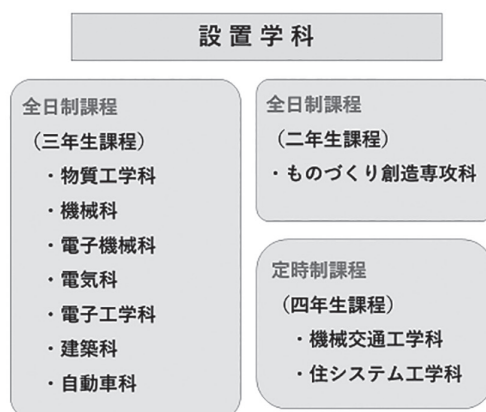 設置学科
全日制課程
（三年生課程）
・物質工学科
・機械科
・電子機械科
・電気科
・電子工学科
・建築科
・自動車科
全日制課程
（二年生課程）
・ものづくり創造専攻科
定時制課程
（四年生課程）
・機械交通工学科
・住システム工学科